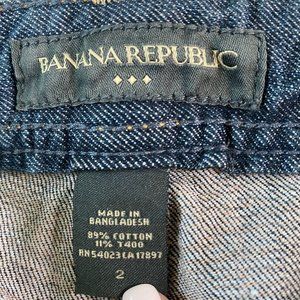 BANANA REPUBLIC
MADE IN
BANGLADESH
89% COTTON
11% T400
RN 54023 CA 17897
2